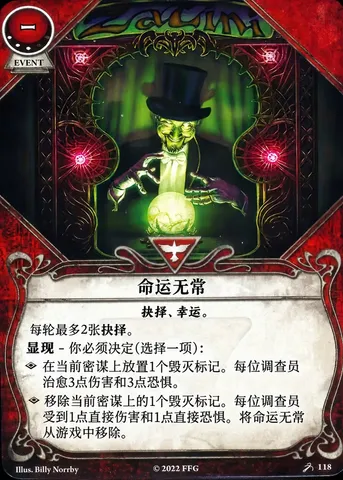 Zatini
EVENT
命运无常
抉择、幸运。
每轮最多2张抉择。
显现 – 你必须决定(选择一项)：
在当前密谋上放置1个毁灭标记。每位调查员
治愈3点伤害和3点恐惧。
移除当前密谋上的1个毁灭标记。每位调查员
受到1点直接伤害和1点直接恐惧。将命运无常
从游戏中移除。
Illus. Billy Norrby
© 2022 FFG
118